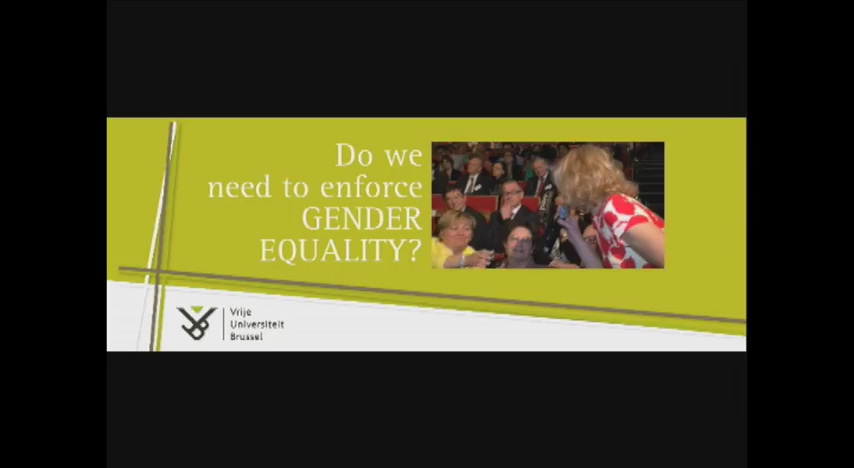 Do we
need to enforce
GENDER
EQUALITY?
Vrije
Universiteit
Brussel